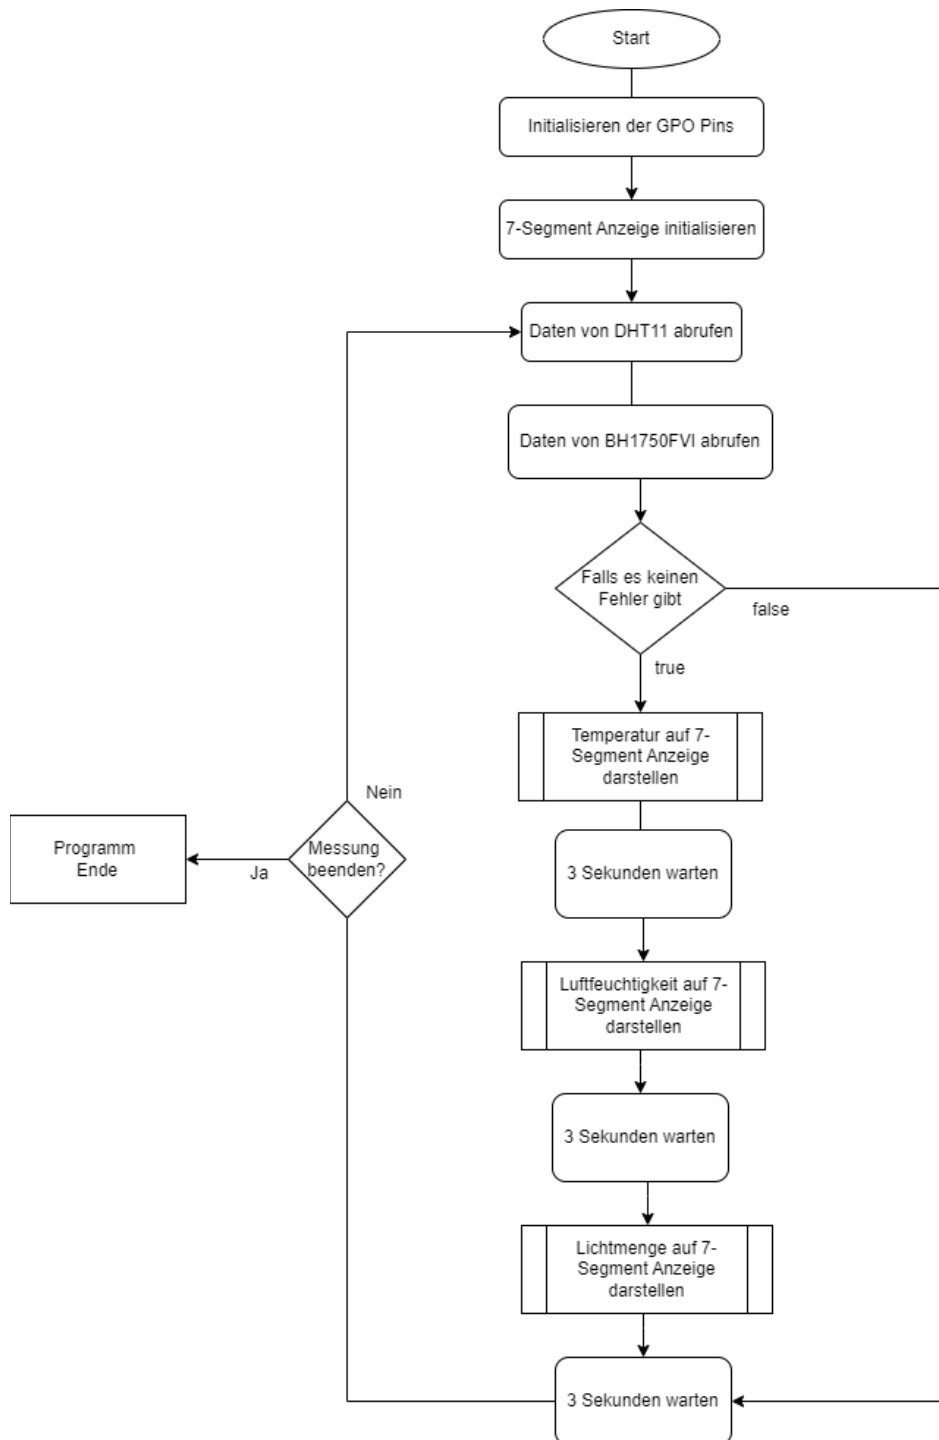 Start
Initialisieren der GPO Pins
7-Segment Anzeige initialisieren
Daten von DHT11 abrufen
Daten von BH1750FVI abrufen
Falls es keinen
Fehler gibt
false
true
Temperatur auf 7-
Segment Anzeige
darstellen
Nein
Messung
beenden?
Ja
Programm
Ende
3 Sekunden warten
Luftfeuchtigkeit auf 7-
Segment Anzeige
darstellen
3 Sekunden warten
Lichtmenge auf 7-
Segment Anzeige
darstellen
3 Sekunden warten